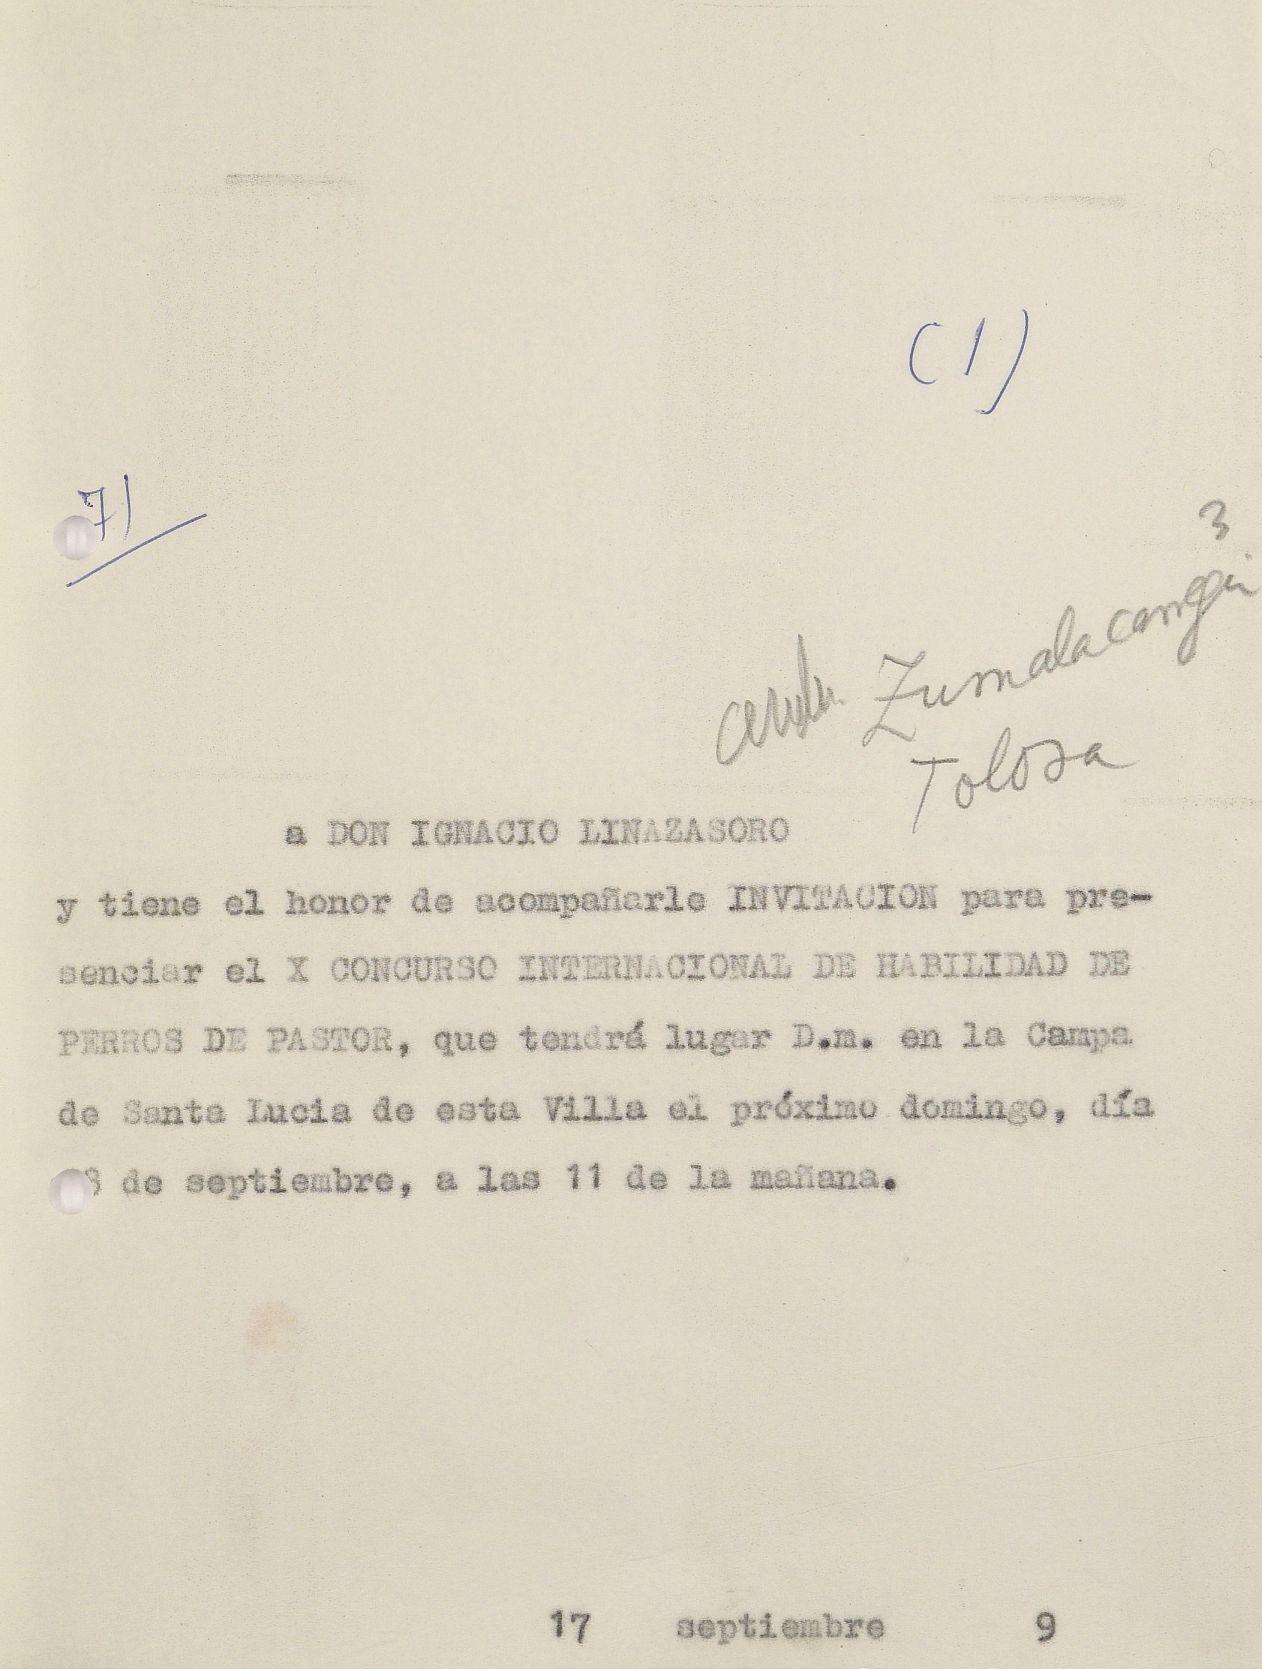 (1)
71
3
Zumalacarregui
Tolosa
a DON IGNACIO LINAZASORO
y tiene el honor de acompañarle INVITACION para pre-
senciar el X CONCURSO INTERNACIONAL DE HABILIDAD DE
PERROS DE PASTOR, que tendrá lugar D.m. en la Campa
de Santa Lucia de esta Villa el próximo domingo, día
8 de septiembre, a las 11 de la mañana.
17 septiembre 9